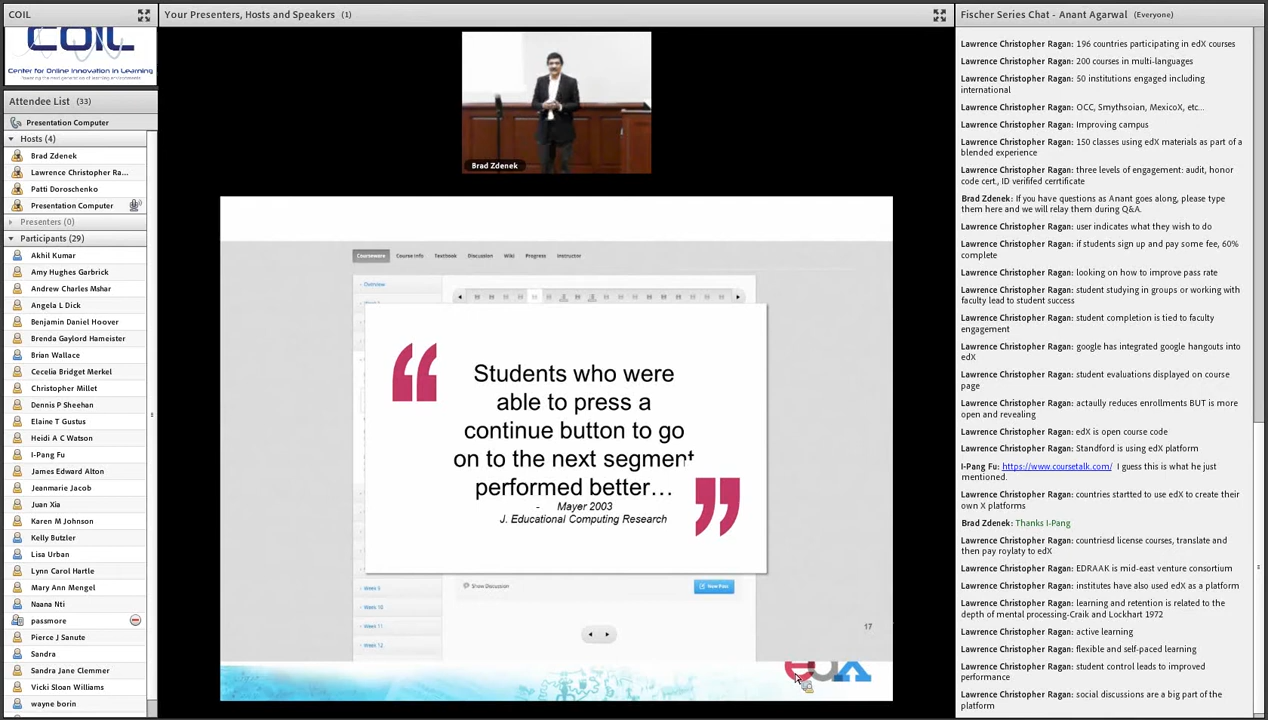 COIL
COIL
Center for Online Innovation in Learning
Attendee List (33)
Presentation Computer
Hosts (4)
Brad Zdenek
Lawrence Christopher Ra...
Patti Doroschenko
Presentation Computer
Presenters (0)
Participants (29)
Akhil Kumar
Amy Hughes Garbrick
Andrew Charles Mshar
Angela L Dick
Benjamin Daniel Hoover
Brenda Gaylord Hameister
Brian Wallace
Cecelia Bridget Merkel
Christopher Millet
Dennis P Sheehan
Elaine T Gustus
Heidi A C Watson
I-Pang Fu
James Edward Alton
Jeanmarie Jacob
Juan Xia
Karen M Johnson
Kelly Butzler
Lisa Urban
Lynn Carol Hartle
Mary Ann Mengel
Naana Nti
passmore
Pierce J Sanute
Sandra
Sandra Jane Clemmer
Vicki Sloan Williams
wayne borin
Your Presenters, Hosts and Speakers (1)
Brad Zdenek
Courseware Course Info Textbook Discussion Wiki Progress Instructor
Overview
Students who were
able to press a
continue button to go
on to the next segment
performed better...
- Mayer 2003
J. Educational Computing Research
Show Discussion New Post
Week 10
Week 11
Week 12
17
edX
Fischer Series Chat - Anant Agarwal (Everyone)
Lawrence Christopher Ragan: 196 countries participating in edX courses
Lawrence Christopher Ragan: 200 courses in multi-languages
Lawrence Christopher Ragan: 50 institutions engaged including
international
Lawrence Christopher Ragan: OCC, Smythsoian, MexicoX, etc...
Lawrence Christopher Ragan: Improving campus
Lawrence Christopher Ragan: 150 classes using edX materials as part of a
blended experience
Lawrence Christopher Ragan: three levels of engagement: audit, honor
code cert., ID verififed cerrtificate
Brad Zdenek: If you have questions as Anant goes along, please type
them here and we will relay them during Q&A.
Lawrence Christopher Ragan: user indicates what they wish to do
Lawrence Christopher Ragan: if students sign up and pay some fee, 60%
complete
Lawrence Christopher Ragan: looking on how to improve pass rate
Lawrence Christopher Ragan: student studying in groups or working with
faculty lead to student success
Lawrence Christopher Ragan: student completion is tied to faculty
engagement
Lawrence Christopher Ragan: google has integrated google hangouts into
edX
Lawrence Christopher Ragan: student evaluations displayed on course
page
Lawrence Christopher Ragan: actaully reduces enrollments BUT is more
open and revealing
Lawrence Christopher Ragan: edX is open course code
Lawrence Christopher Ragan: Standford is using edX platform
I-Pang Fu: https://www.coursetalk.com/ I guess this is what he just
mentioned.
Lawrence Christopher Ragan: countries startted to use edX to create their
own X platforms
Brad Zdenek: Thanks I-Pang
Lawrence Christopher Ragan: countriesd license courses, translate and
then pay roylaty to edX
Lawrence Christopher Ragan: EDRAAK is mid-east venture consortium
Lawrence Christopher Ragan: institutes have also used edX as a platform
Lawrence Christopher Ragan: learning and retention is related to the
depth of mental processing-Craik and Lockhart 1972
Lawrence Christopher Ragan: active learning
Lawrence Christopher Ragan: flexible and self-paced learning
Lawrence Christopher Ragan: student control leads to improved
performance
Lawrence Christopher Ragan: social discussions are a big part of the
platform